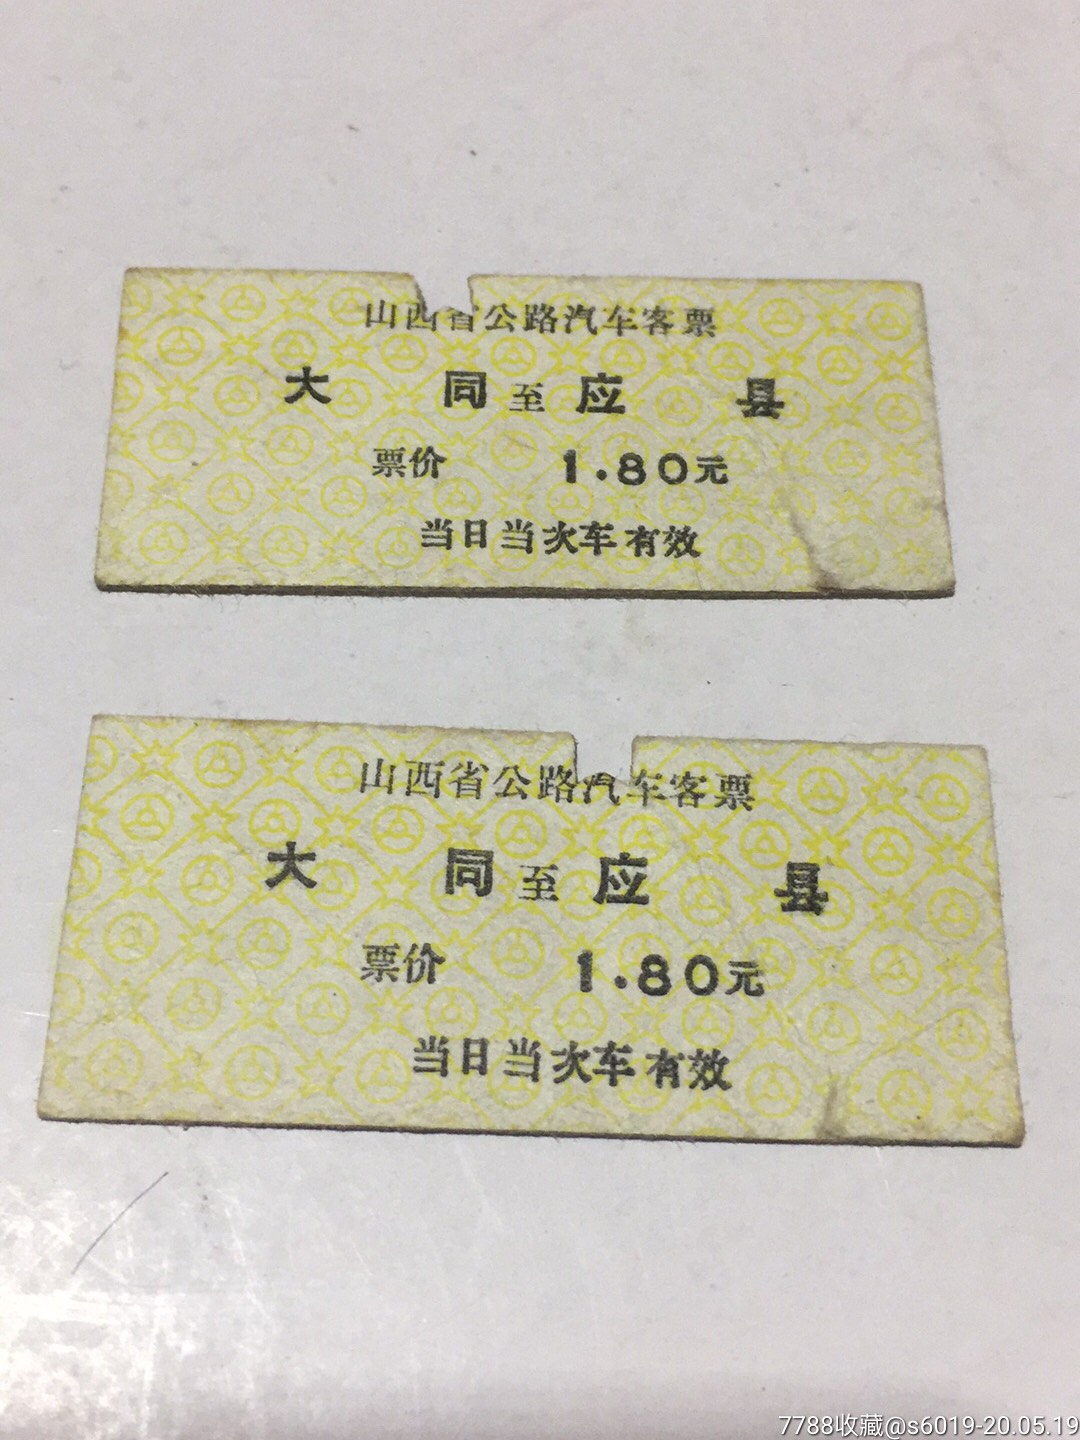 山西省公路汽车客票
大同至应县
票价 1.80元
当日当次车有效
山西省公路汽车客票
大同至应县
票价 1.80元
当日当次车有效
7788收藏@s6019-20.05.19